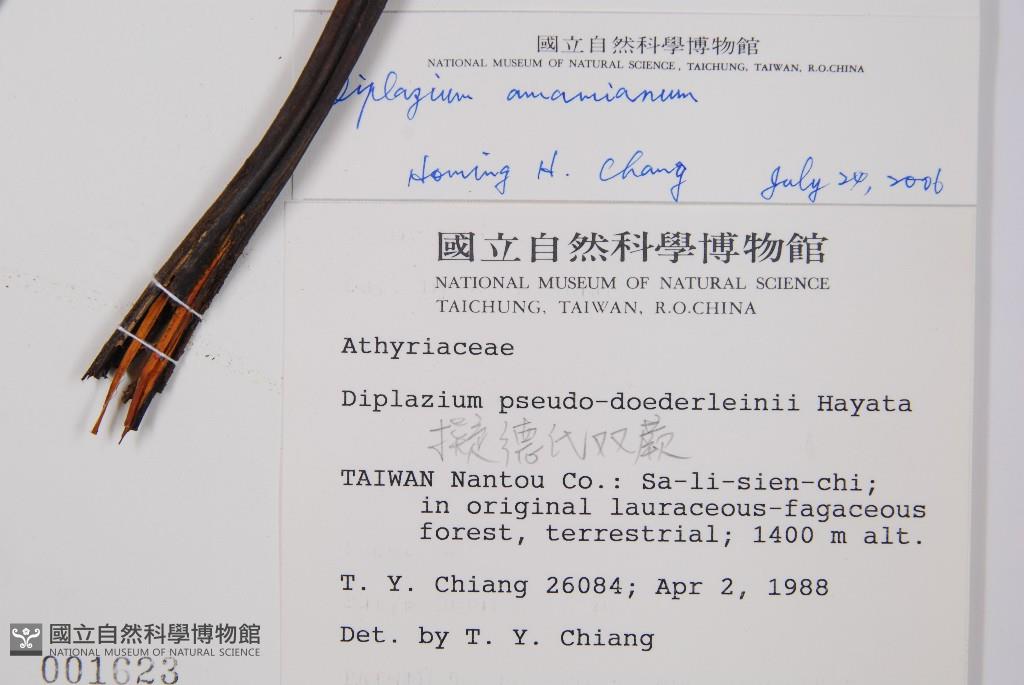 國立自然科學博物館
NATIONAL MUSEUM OF NATURAL SCIENCE, TAICHUNG, TAIWAN, R.O.CHINA
Diplazium amamianum
Homing H. Chang July 24, 2006
國立自然科學博物館
NATIONAL MUSEUM OF NATURAL SCIENCE
TAICHUNG, TAIWAN, R.O.CHINA
Athyriaceae
Diplazium pseudo-doederleinii Hayata
擬德氏双蕨
TAIWAN Nantou Co.: Sa-li-sien-chi;
in original lauraceous-fagaceous
forest, terrestrial; 1400 m alt.
T. Y. Chiang 26084; Apr 2, 1988
Det. by T. Y. Chiang
國立自然科學博物館
NATIONAL MUSEUM OF NATURAL SCIENCE
001623